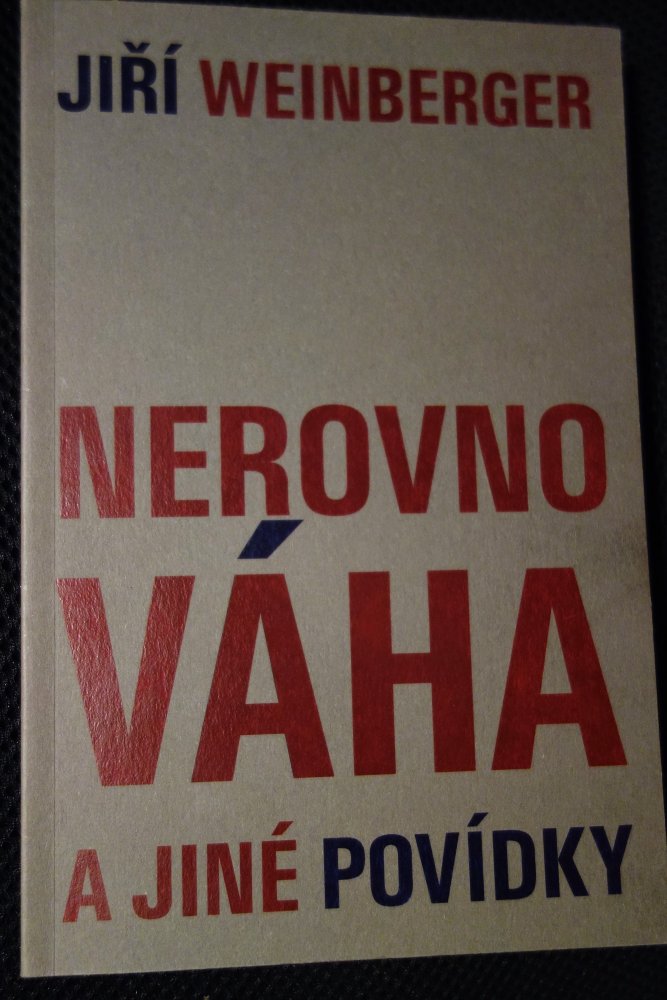 JIŘÍ WEINBERGER
NEROVNO
VÁHA
A JINÉ POVÍDKY